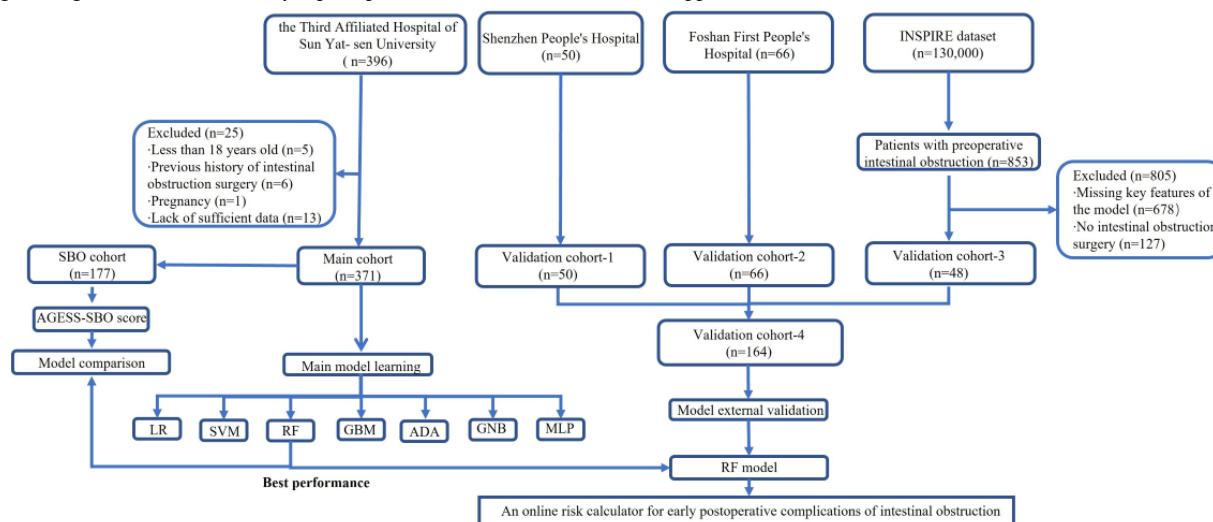 the Third Affiliated Hospital of
Sun Yat- sen University
( n=396)
Shenzhen People's Hospital
(n=50)
Foshan First People's
Hospital
(n=66)
INSPIRE dataset
(n=130,000)
Excluded (n=25)
·Less than 18 years old (n=5)
·Previous history of intestinal
obstruction surgery (n=6)
·Pregnancy (n=1)
·Lack of sufficient data (n=13)
Patients with preoperative
intestinal obstruction (n=853)
Excluded (n=805)
·Missing key features of
the model (n=678)
·No intestinal obstruction
surgery (n=127)
SBO cohort
(n=177)
Main cohort
(n=371)
Validation cohort-1
(n=50)
Validation cohort-2
(n=66)
Validation cohort-3
(n=48)
AGESS-SBO score
Validation cohort-4
(n=164)
Model comparison
Main model learning
LR
SVM
RF
GBM
ADA
GNB
MLP
Model external validation
RF model
Best performance
An online risk calculator for early postoperative complications of intestinal obstruction